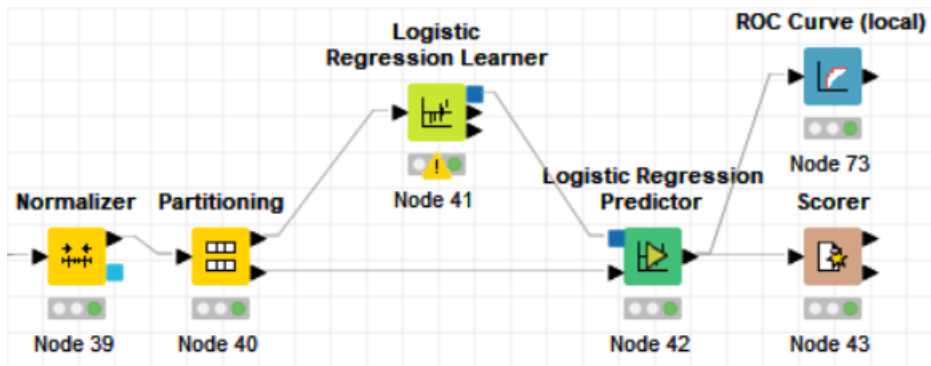 ROC Curve (local)
Logistic
Regression Learner
Node 73
Node 41
Logistic Regression
Predictor
Normalizer
Partitioning
Scorer
Node 39
Node 40
Node 42
Node 43